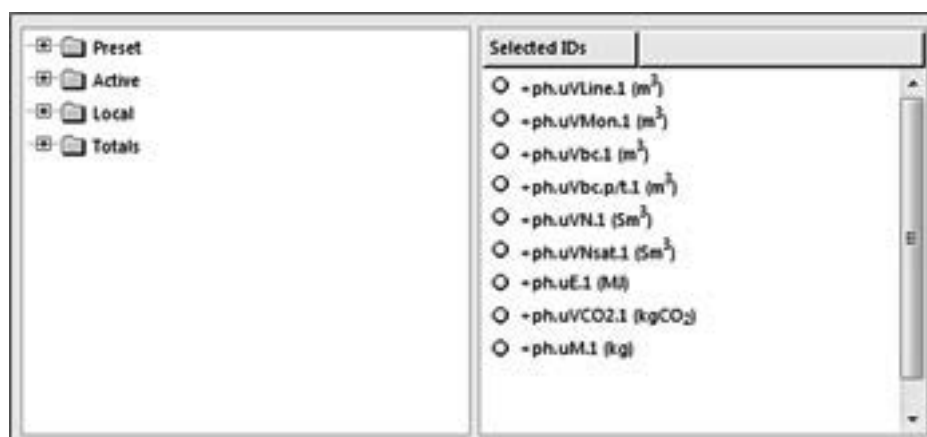 Preset
Active
Local
Totals
Selected IDs
+ph.uVLine.1 (m³)
+ph.uVMon.1 (m³)
+ph.uVbc.1 (m³)
+ph.uVbc.p/t.1 (m³)
+ph.uVN.1 (Sm³)
+ph.uVNsat.1 (Sm³)
+ph.uE.1 (MJ)
+ph.uVCO2.1 (kgCO₂)
+ph.uM.1 (kg)